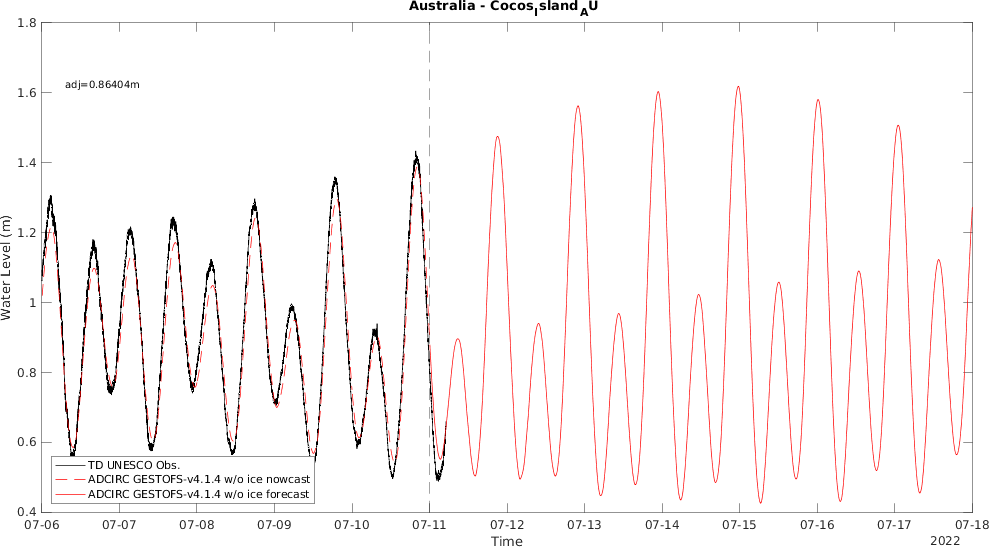 Australia - Cocos_Island_AU
1.8
1.6
1.4
1.2
1
0.8
0.6
0.4
Water Level (m)
adj=0.86404m
TD UNESCO Obs.
ADCIRC GESTOFS-v4.1.4 w/o ice nowcast
ADCIRC GESTOFS-v4.1.4 w/o ice forecast
07-06 07-07 07-08 07-09 07-10 07-11 07-12 07-13 07-14 07-15 07-16 07-17 07-18
Time
2022